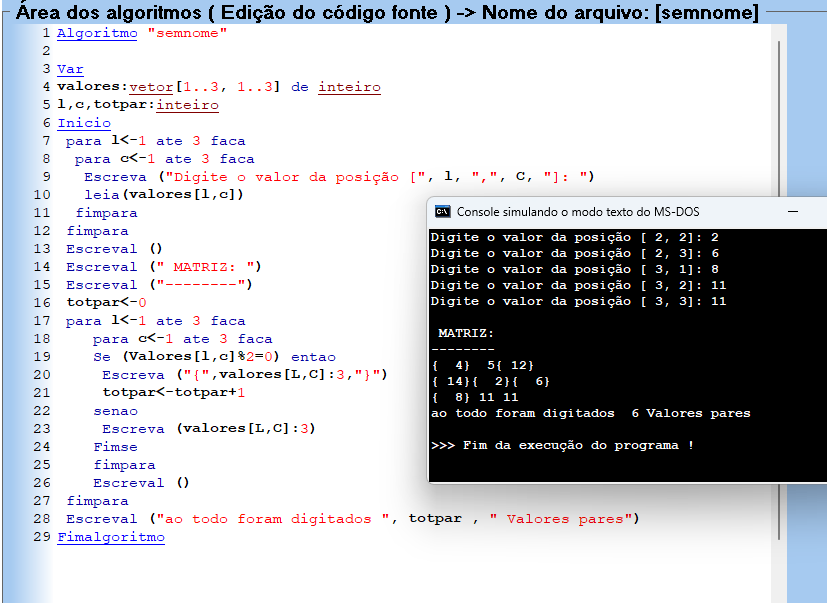 Área dos algoritmos ( Edição do código fonte ) -> Nome do arquivo: [semnome]
1 Algoritmo "semnome"
2
3 Var
4 valores:vetor[1..3, 1..3] de inteiro
5 l,c,totpar:inteiro
6 Inicio
7 para l<-1 ate 3 faca
8 para c<-1 ate 3 faca
9 Escreva ("Digite o valor da posição [", l, ",", C, "]: ")
10 leia(valores[l,c])
11 fimpara
12 fimpara
13 Escreval ()
14 Escreval (" MATRIZ: ")
15 Escreval ("--------")
16 totpar<-0
17 para l<-1 ate 3 faca
18 para c<-1 ate 3 faca
19 Se (Valores[l,c]%2=0) entao
20 Escreva ("{",valores[L,C]:3,"}")
21 totpar<-totpar+1
22 senao
23 Escreva (valores[L,C]:3)
24 Fimse
25 fimpara
26 Escreval ()
27 fimpara
28 Escreval ("ao todo foram digitados ", totpar , " Valores pares")
29 Fimalgoritmo
Console simulando o modo texto do MS-DOS
Digite o valor da posição [ 2, 2]: 2
Digite o valor da posição [ 2, 3]: 6
Digite o valor da posição [ 3, 1]: 8
Digite o valor da posição [ 3, 2]: 11
Digite o valor da posição [ 3, 3]: 11
MATRIZ:
--------
{  4}  5{ 12}
{ 14}{  2}{  6}
{  8} 11 11
ao todo foram digitados  6 Valores pares
>>> Fim da execução do programa !